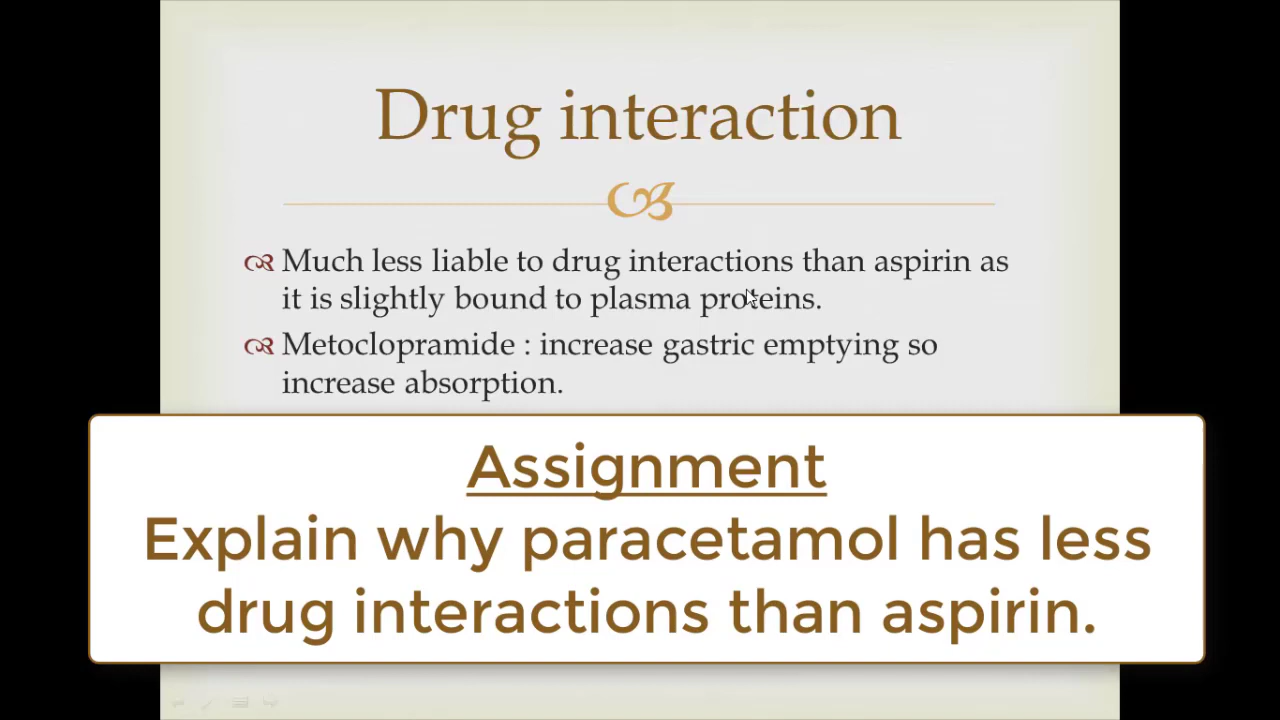 Drug interaction
Much less liable to drug interactions than aspirin as
it is slightly bound to plasma proteins.
Metoclopramide : increase gastric emptying so
increase absorption.
Assignment
Explain why paracetamol has less
drug interactions than aspirin.